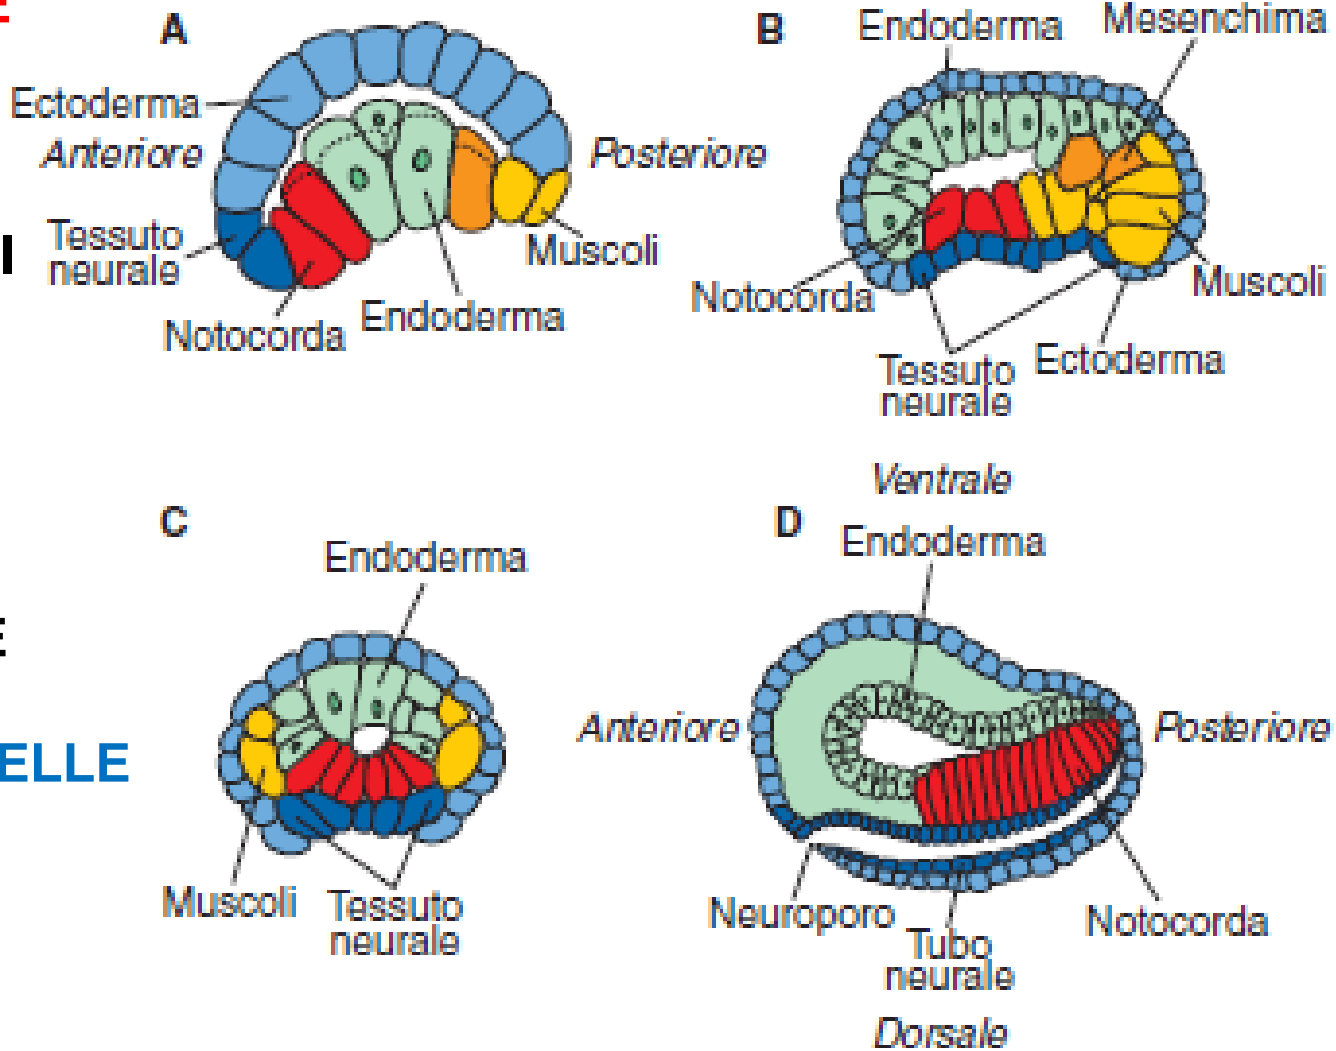 A
Ectoderma
Anteriore
Posteriore
Tessuto
neurale
Muscoli
Notocorda
Endoderma
B
Endoderma
Mesenchima
Notocorda
Muscoli
Tessuto
neurale
Ectoderma
Ventrale
C
Endoderma
ELLE
Muscoli
Tessuto
neurale
D
Endoderma
Anteriore
Posteriore
Neuroporo
Tubo
neurale
Notocorda
Dorsale